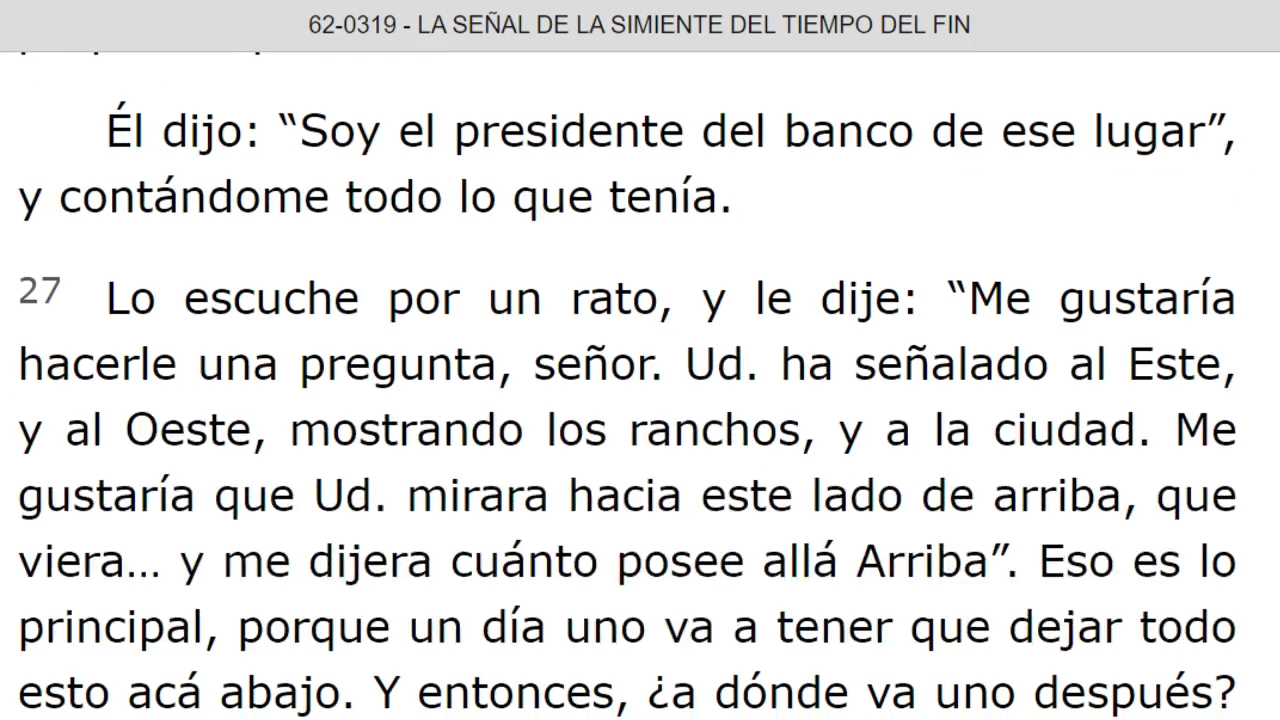 62-0319 - LA SEÑAL DE LA SIMIENTE DEL TIEMPO DEL FIN
Él dijo: “Soy el presidente del banco de ese lugar”,
y contándome todo lo que tenía.
27 Lo escuche por un rato, y le dije: “Me gustaría
hacerle una pregunta, señor. Ud. ha señalado al Este,
y al Oeste, mostrando los ranchos, y a la ciudad. Me
gustaría que Ud. mirara hacia este lado de arriba, que
viera... y me dijera cuánto posee allá Arriba”. Eso es lo
principal, porque un día uno va a tener que dejar todo
esto acá abajo. Y entonces, ¿a dónde va uno después?